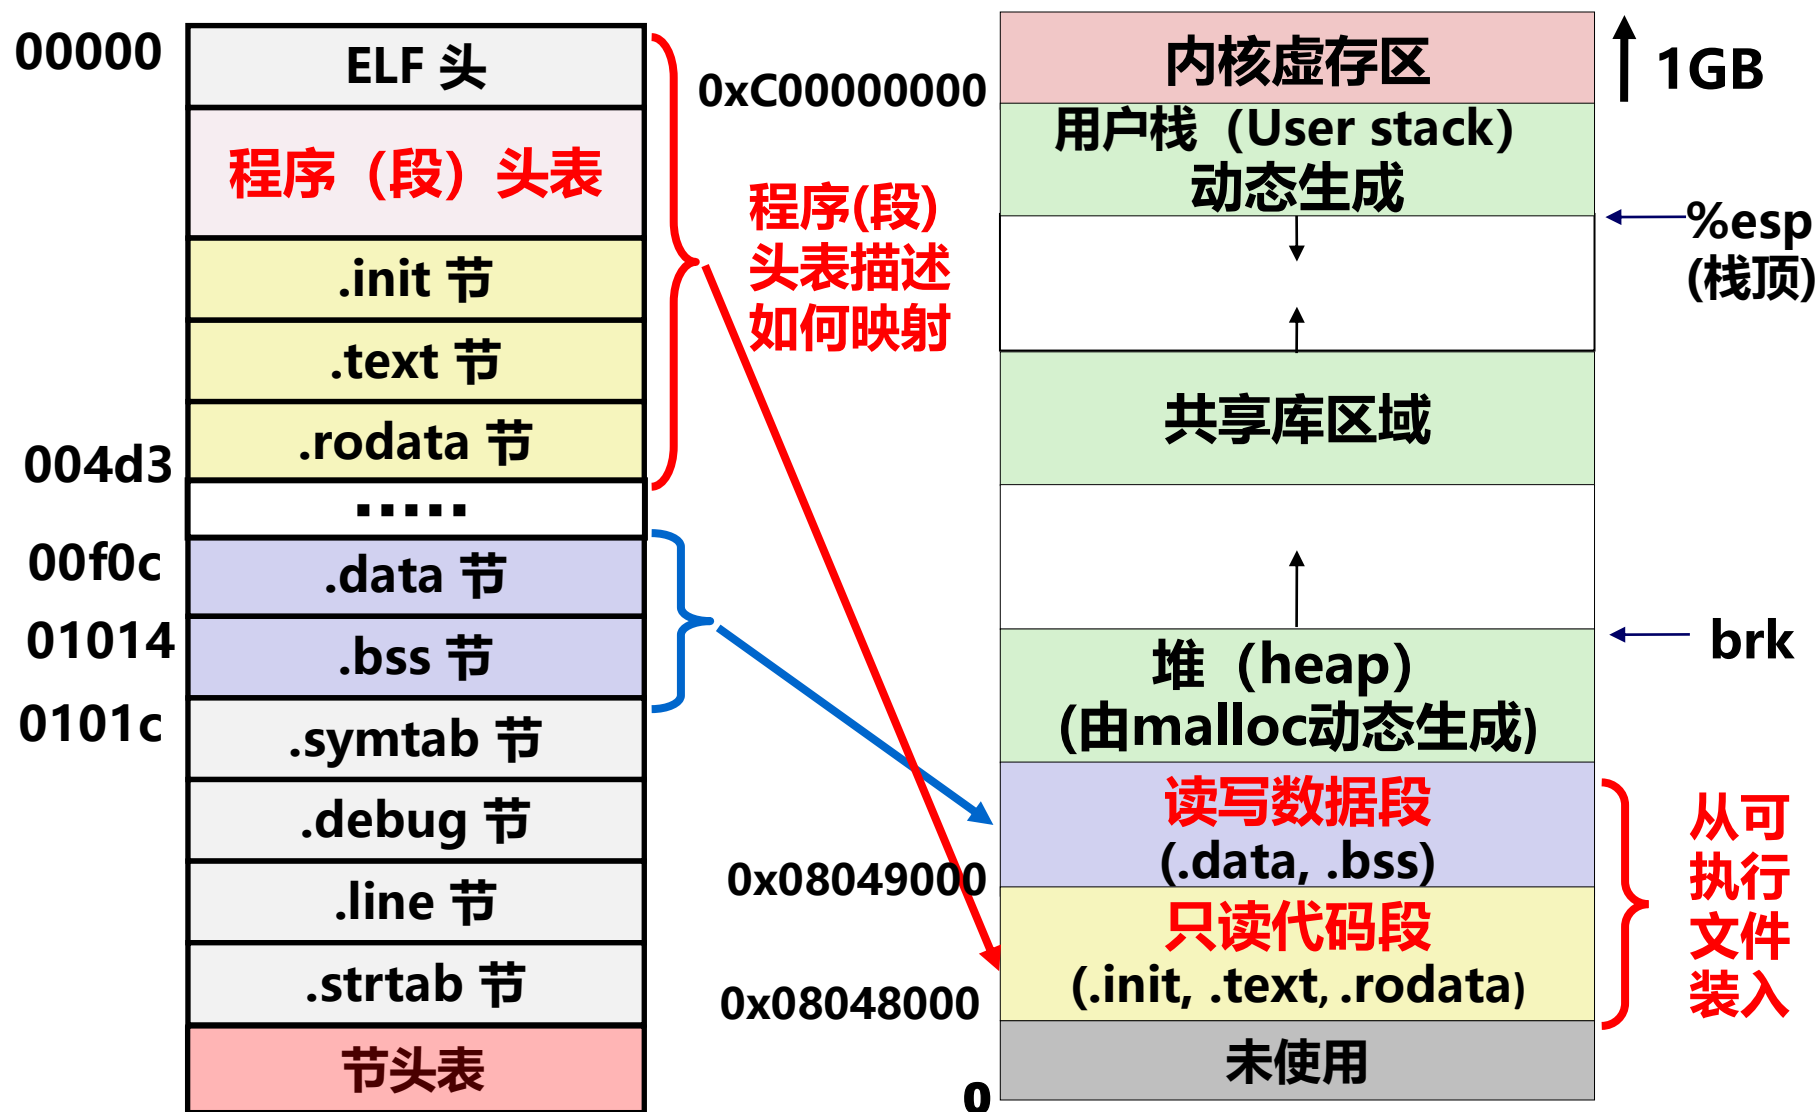 00000
ELF 头
程序（段）头表
.init 节
.text 节
.rodata 节
004d3
·····
00f0c
.data 节
01014
.bss 节
0101c
.symtab 节
.debug 节
.line 节
.strtab 节
节头表
程序(段)
头表描述
如何映射
0xC00000000
内核虚存区
1GB
用户栈（User stack）
动态生成
%esp
(栈顶)
共享库区域
brk
堆（heap）
(由malloc动态生成)
读写数据段
(.data, .bss)
0x08049000
只读代码段
(.init, .text, .rodata)
0x08048000
未使用
0
从可
执行
文件
装入